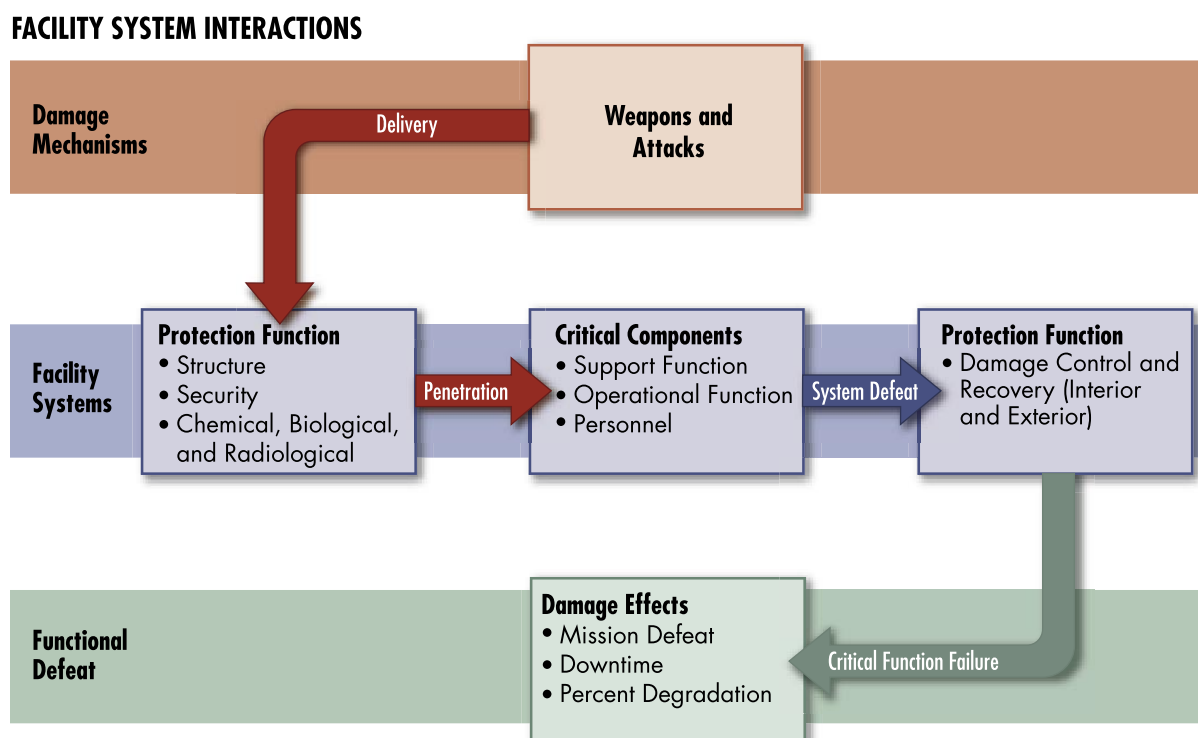 FACILITY SYSTEM INTERACTIONS
Damage
Mechanisms
Delivery
Weapons and
Attacks
Facility
Systems
Protection Function
• Structure
• Security
• Chemical, Biological,
and Radiological
Penetration
Critical Components
• Support Function
• Operational Function
• Personnel
System Defeat
Protection Function
• Damage Control and
Recovery (Interior
and Exterior)
Functional
Defeat
Damage Effects
• Mission Defeat
• Downtime
• Percent Degradation
Critical Function Failure